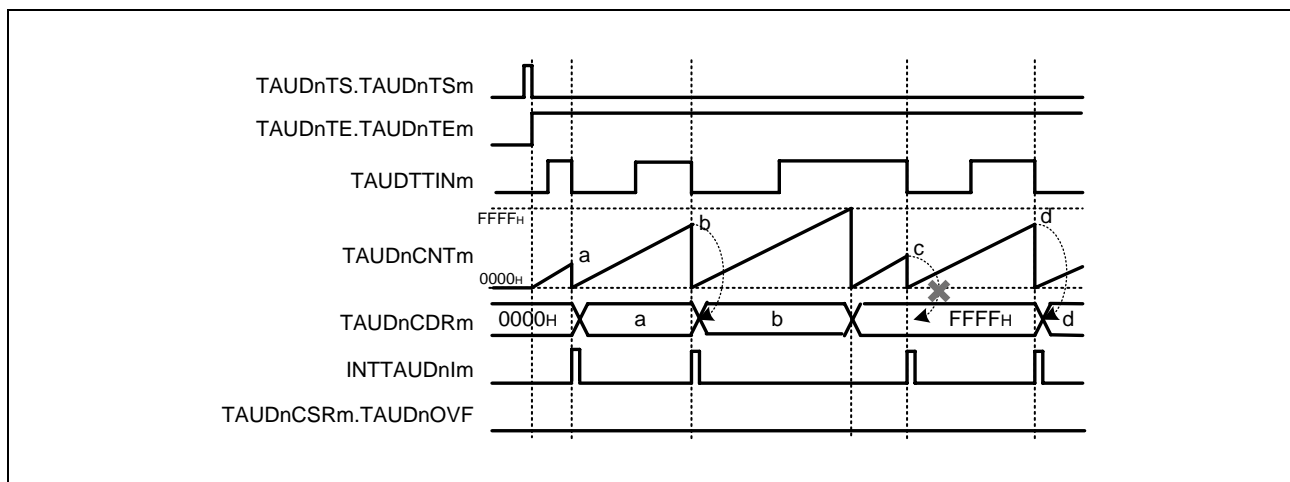 TAUDnTS.TAUDnTSm
TAUDnTE.TAUDnTEm
TAUDTTINm
FFFFH
b
d
a
c
TAUDnCNTm
0000H
TAUDnCDRm
0000H
a
b
FFFFH
d
INTTAUDnIm
TAUDnCSRm.TAUDnOVF